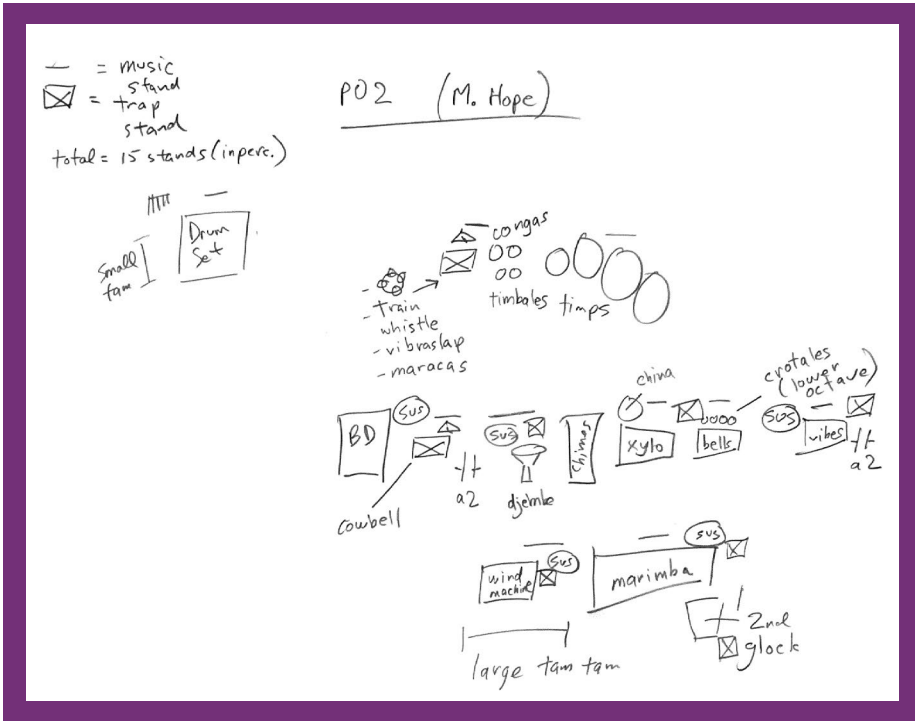 — = music
stand
☒ = trap
stand
total = 15 stands (in perc.)
PO2 (M. Hope)
Drum
Set
Small
tam
congas
timbales
timps
- Train
whistle
- vibraslap
- maracas
china
crotales
(lower
octave)
BD
sus
cowbell
a2
sus
djembe
chimes
xylo
bells
sus
vibes
a2
wind
machine
sus
marimba
sus
large tam tam
2nd
glock